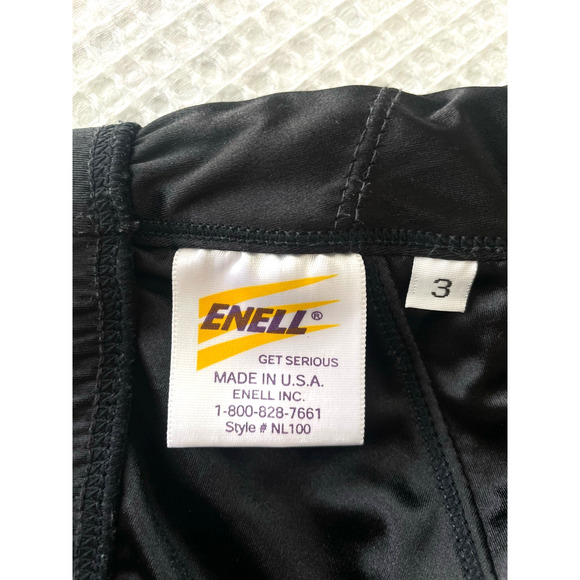 ENELL®
GET SERIOUS
MADE IN U.S.A.
ENELL INC.
1-800-828-7661
Style # NL100
3